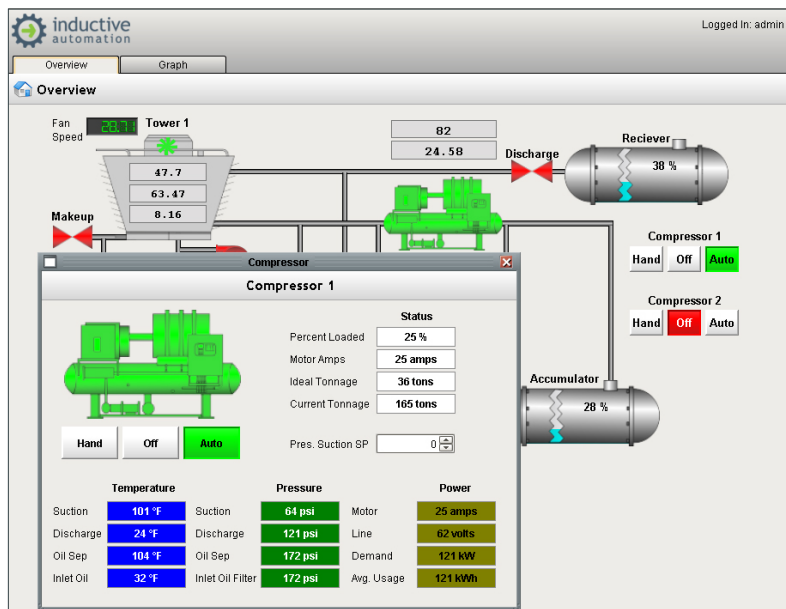 inductive
automation
Logged In: admin
Overview Graph
Overview
Fan
Speed
28.71
Tower 1
82
24.58
Discharge
Reciever
38 %
47.7
63.47
8.16
Makeup
Compressor 1
Hand Off Auto
Compressor 2
Hand Off Auto
Accumulator
28 %
Compressor
Compressor 1
Status
Percent Loaded 25 %
Motor Amps 25 amps
Ideal Tonnage 36 tons
Current Tonnage 165 tons
Hand Off Auto
Pres. Suction SP 0
Temperature Pressure Power
Suction 101 °F Suction 64 psi Motor 25 amps
Discharge 24 °F Discharge 121 psi Line 62 volts
Oil Sep 104 °F Oil Sep 172 psi Demand 121 kW
Inlet Oil 32 °F Inlet Oil Filter 172 psi Avg. Usage 121 kWh